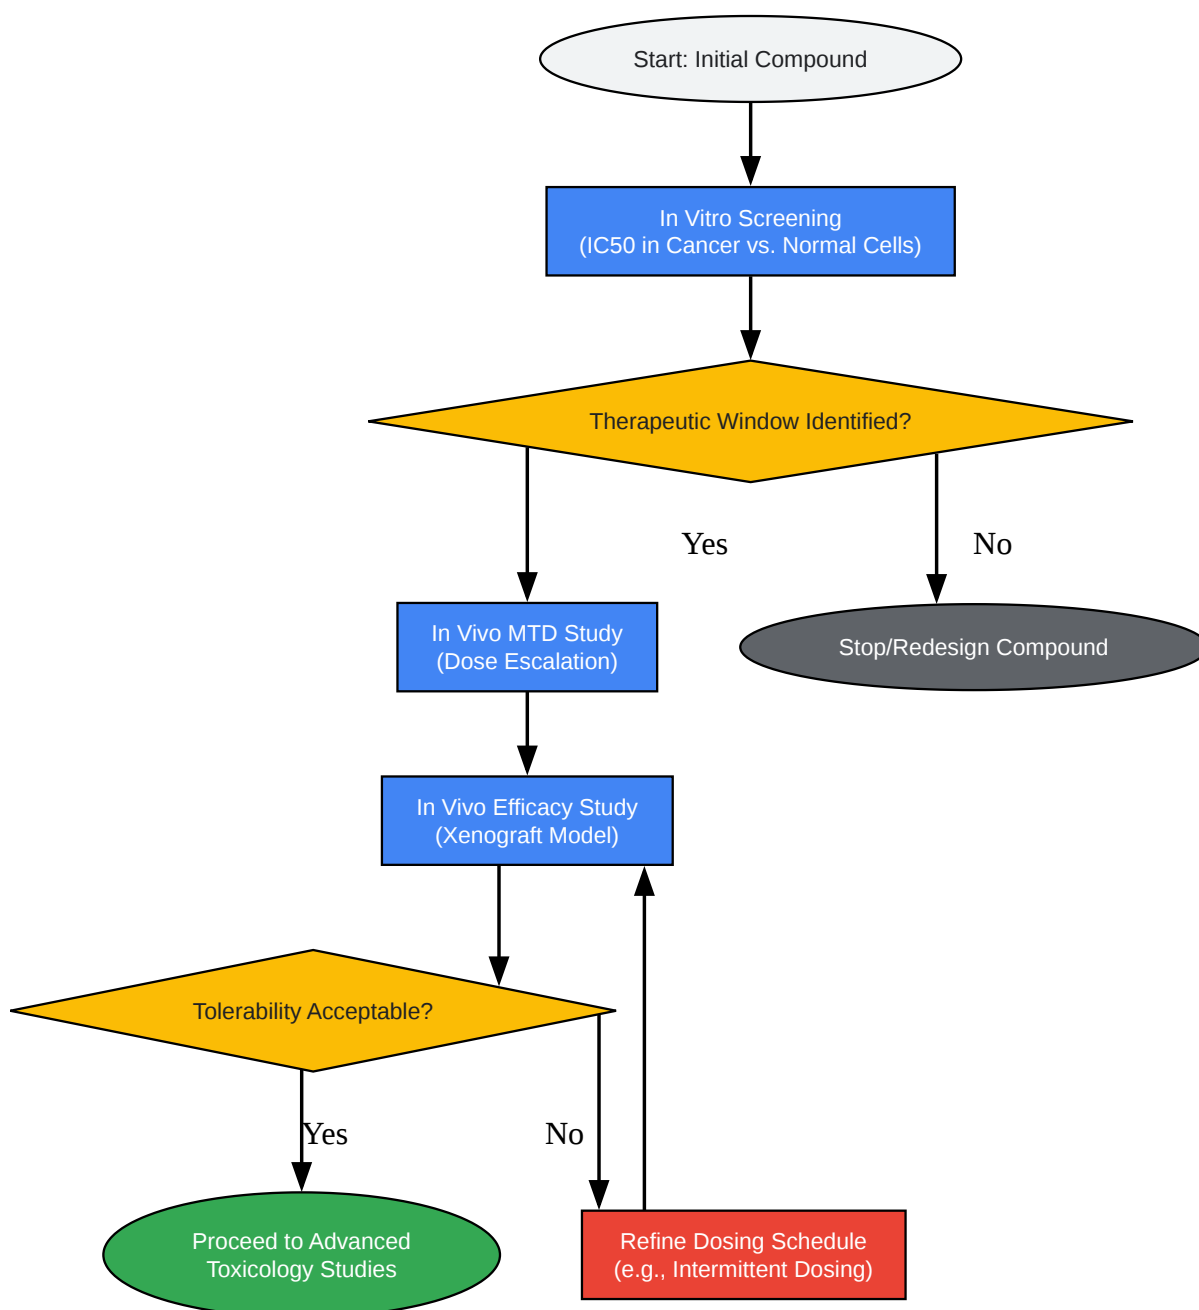 Start: Initial Compound
In Vitro Screening
(IC50 in Cancer vs. Normal Cells)
Therapeutic Window Identified?
Yes
No
In Vivo MTD Study
(Dose Escalation)
Stop/Redesign Compound
In Vivo Efficacy Study
(Xenograft Model)
Tolerability Acceptable?
Yes
No
Proceed to Advanced
Toxicology Studies
Refine Dosing Schedule
(e.g., Intermittent Dosing)